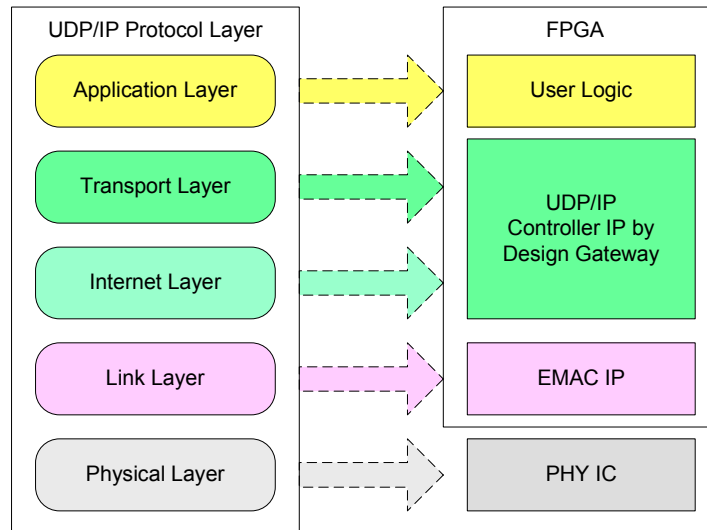 UDP/IP Protocol Layer
FPGA
Application Layer
User Logic
Transport Layer
UDP/IP
Controller IP by
Design Gateway
Internet Layer
Link Layer
EMAC IP
Physical Layer
PHY IC